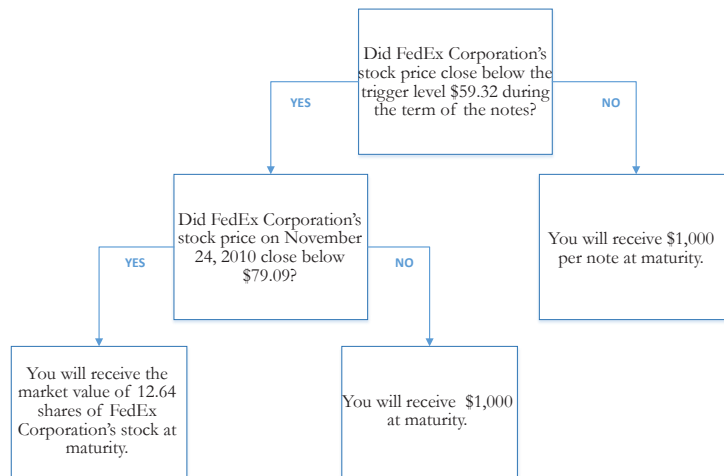 Did FedEx Corporation's
stock price close below the
trigger level $59.32 during
the term of the notes?
YES
NO
Did FedEx Corporation's
stock price on November
24, 2010 close below
$79.09?
You will receive $1,000
per note at maturity.
YES
NO
You will receive the
market value of 12.64
shares of FedEx
Corporation's stock at
maturity.
You will receive $1,000
at maturity.